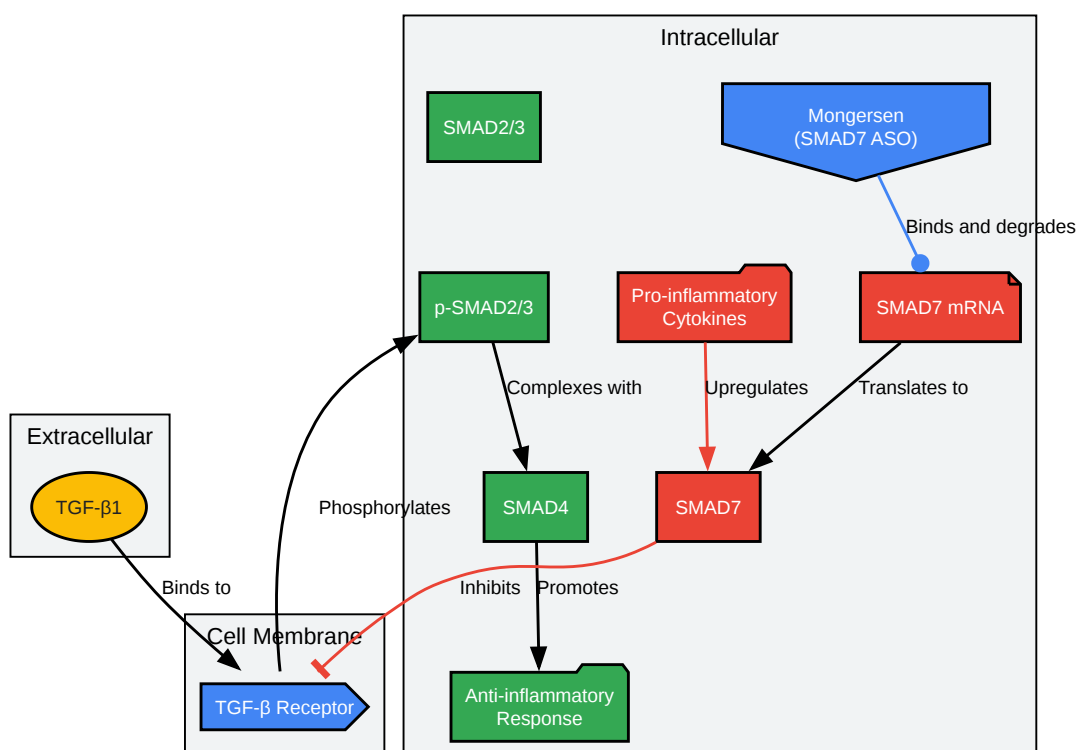 Intracellular
SMAD2/3
Mongersen
(SMAD7 ASO)
Binds and degrades
p-SMAD2/3
Pro-inflammatory
Cytokines
SMAD7 mRNA
Complexes with
Upregulates
Translates to
Extracellular
TGF-β1
Phosphorylates
SMAD4
SMAD7
Binds to
Inhibits
Promotes
Cell Membrane
TGF-β Receptor
Anti-inflammatory
Response